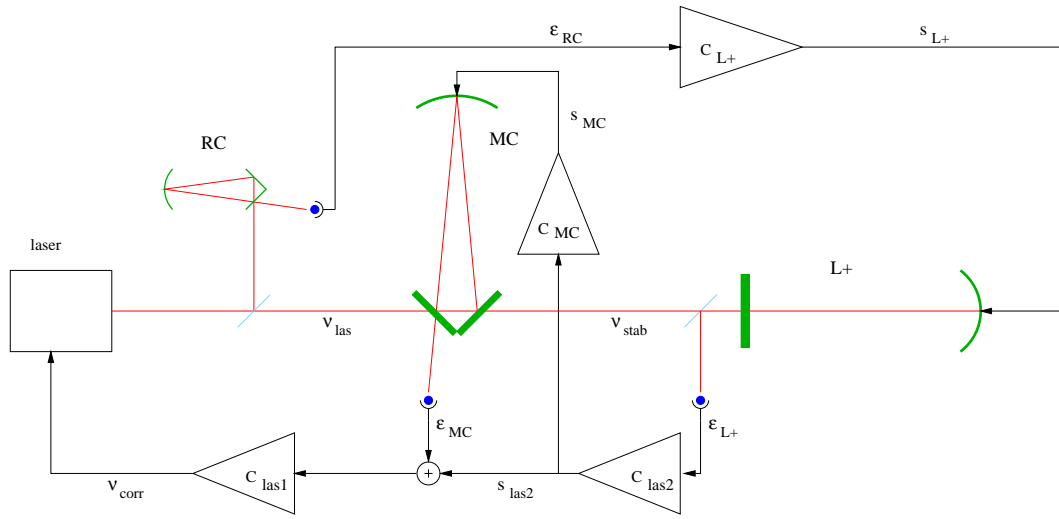 ε RC
C L+
s L+
s MC
RC
MC
C MC
laser
L+
ν las
ν stab
ε MC
ε L+
+
C las1
C las2
ν corr
s las2